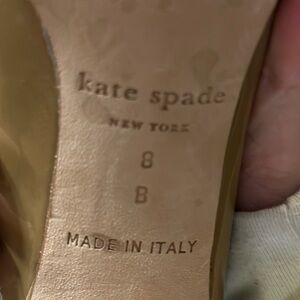 kate spade
NEW YORK
8
B
MADE IN ITALY